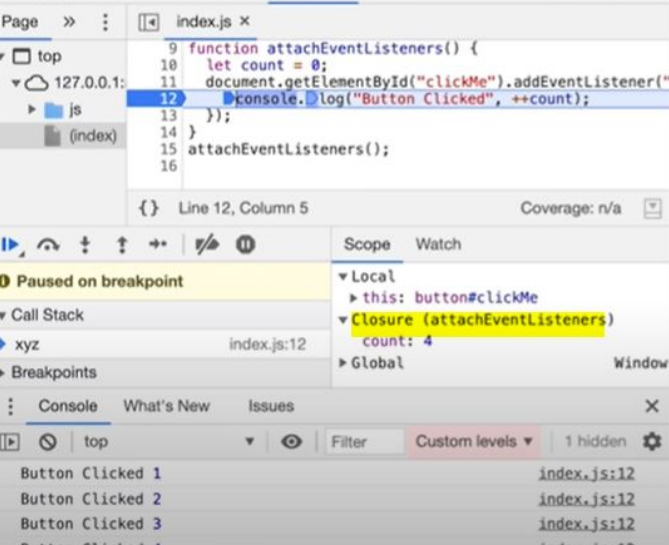 Page
index.js
top
127.0.0.1:
js
(index)
9 function attachEventListeners() {
10 let count = 0;
11 document.getElementById("clickMe").addEventListener("
12 console.log("Button Clicked", ++count);
13 });
14 }
15 attachEventListeners();
16
{} Line 12, Column 5 Coverage: n/a
Paused on breakpoint
Call Stack
xyz index.js:12
Breakpoints
Scope Watch
Local
this: button#clickMe
Closure (attachEventListeners)
count: 4
Global Window
Console What's New Issues
top Filter Custom levels 1 hidden
Button Clicked 1 index.js:12
Button Clicked 2 index.js:12
Button Clicked 3 index.js:12